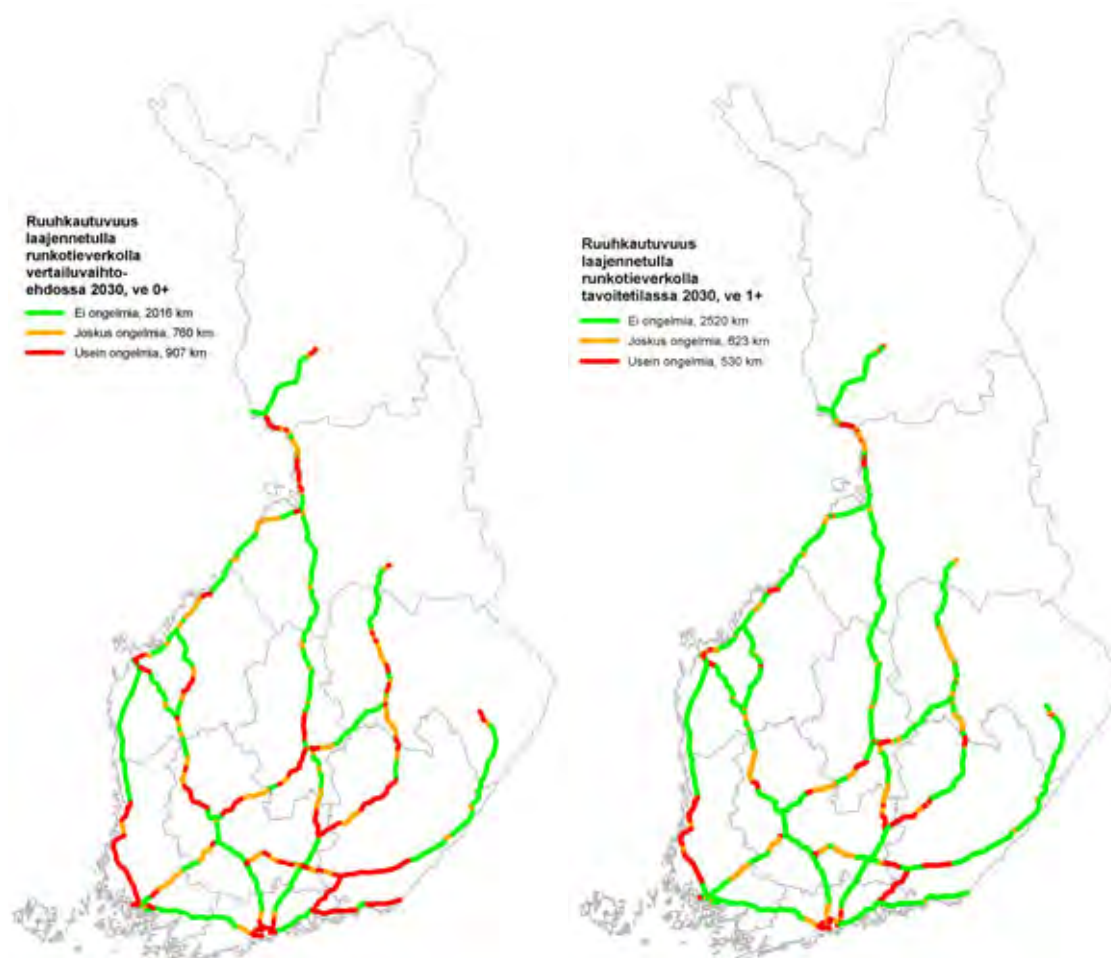 Ruuhkautuvuus
laajennetulla
runkotieverkolla
vertailuvaihto-
ehdossa 2030, ve 0+
Ei ongelmia, 2016 km
Joskus ongelmia, 760 km
Usein ongelmia, 907 km
Ruuhkautuvuus
laajennetulla
runkotieverkolla
tavoitetilassa 2030, ve 1+
Ei ongelmia, 2520 km
Joskus ongelmia, 623 km
Usein ongelmia, 530 km